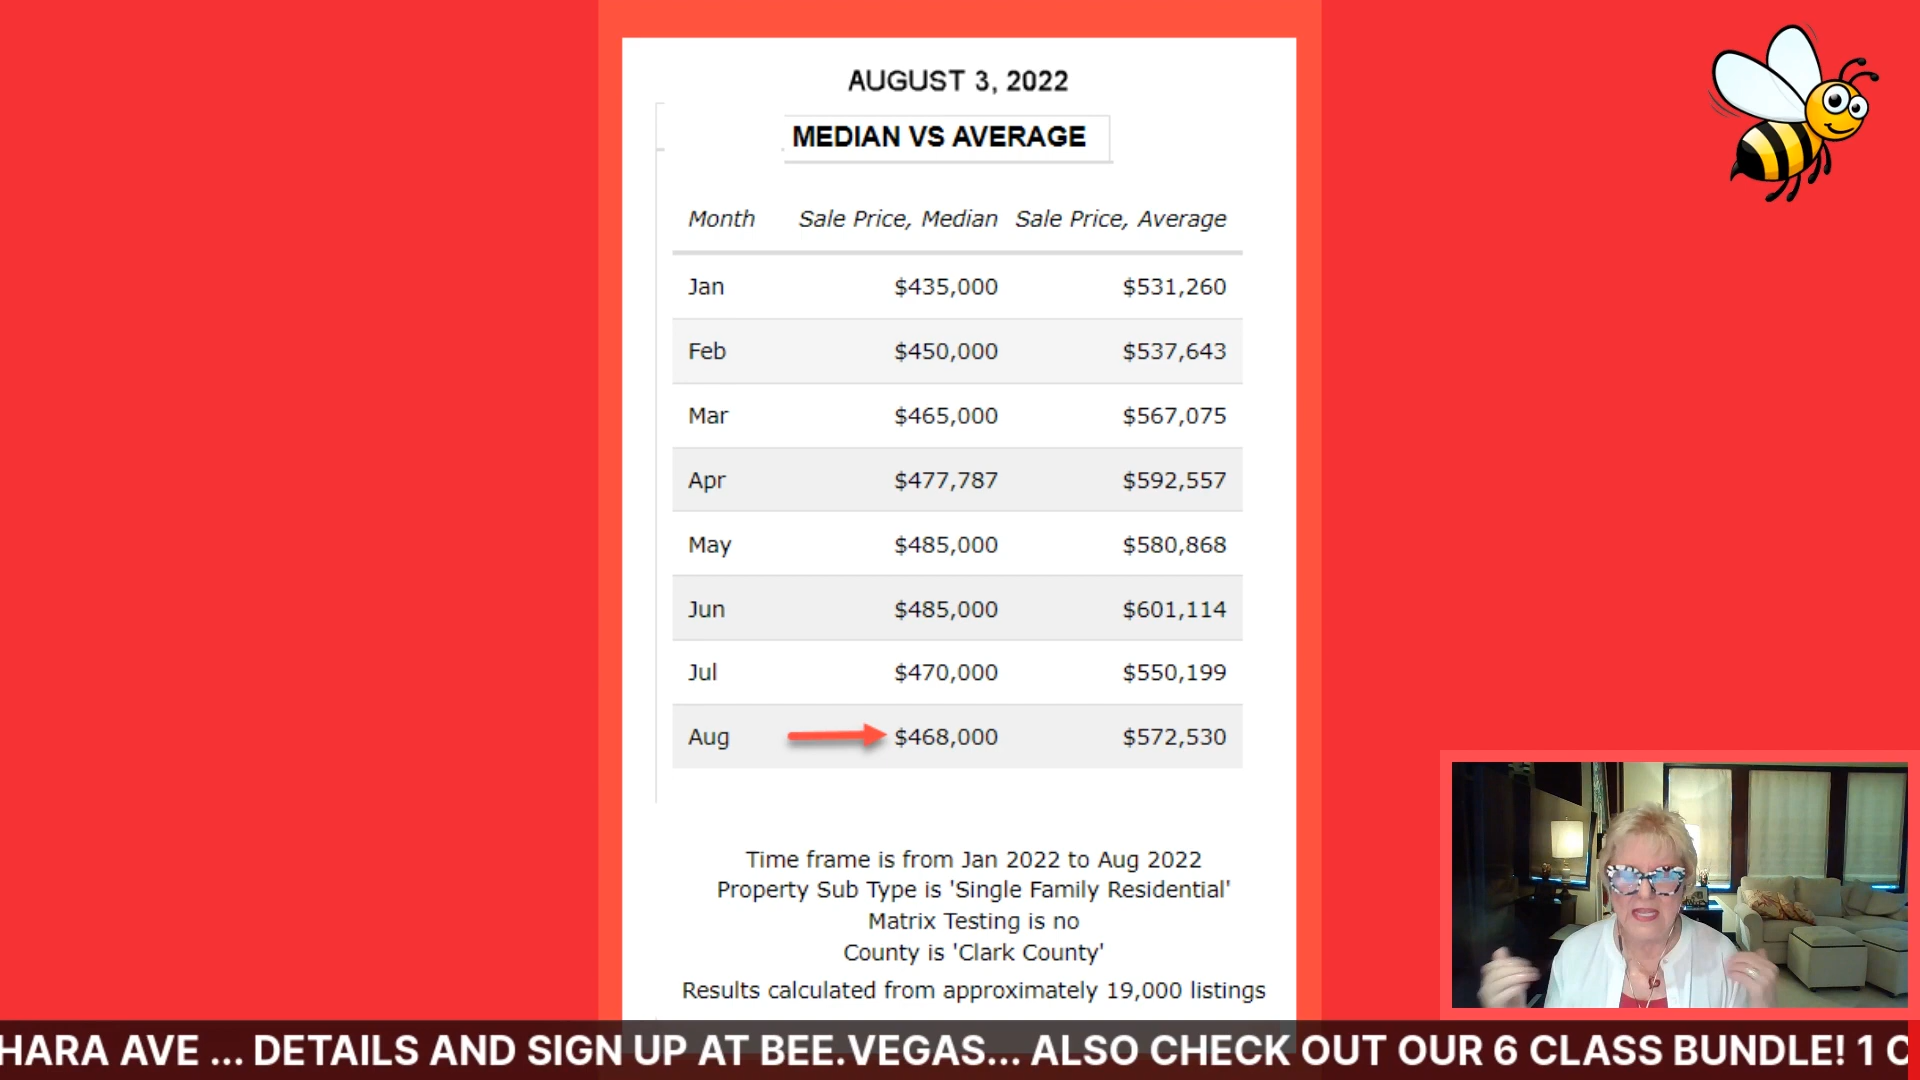 AUGUST 3, 2022
MEDIAN VS AVERAGE
Month Sale Price, Median Sale Price, Average
Jan $435,000 $531,260
Feb $450,000 $537,643
Mar $465,000 $567,075
Apr $477,787 $592,557
May $485,000 $580,868
Jun $485,000 $601,114
Jul $470,000 $550,199
Aug $468,000 $572,530
Time frame is from Jan 2022 to Aug 2022
Property Sub Type is 'Single Family Residential'
Matrix Testing is no
County is 'Clark County'
Results calculated from approximately 19,000 listings
HARA AVE ... DETAILS AND SIGN UP AT BEE.VEGAS... ALSO CHECK OUT OUR 6 CLASS BUNDLE! 1 C